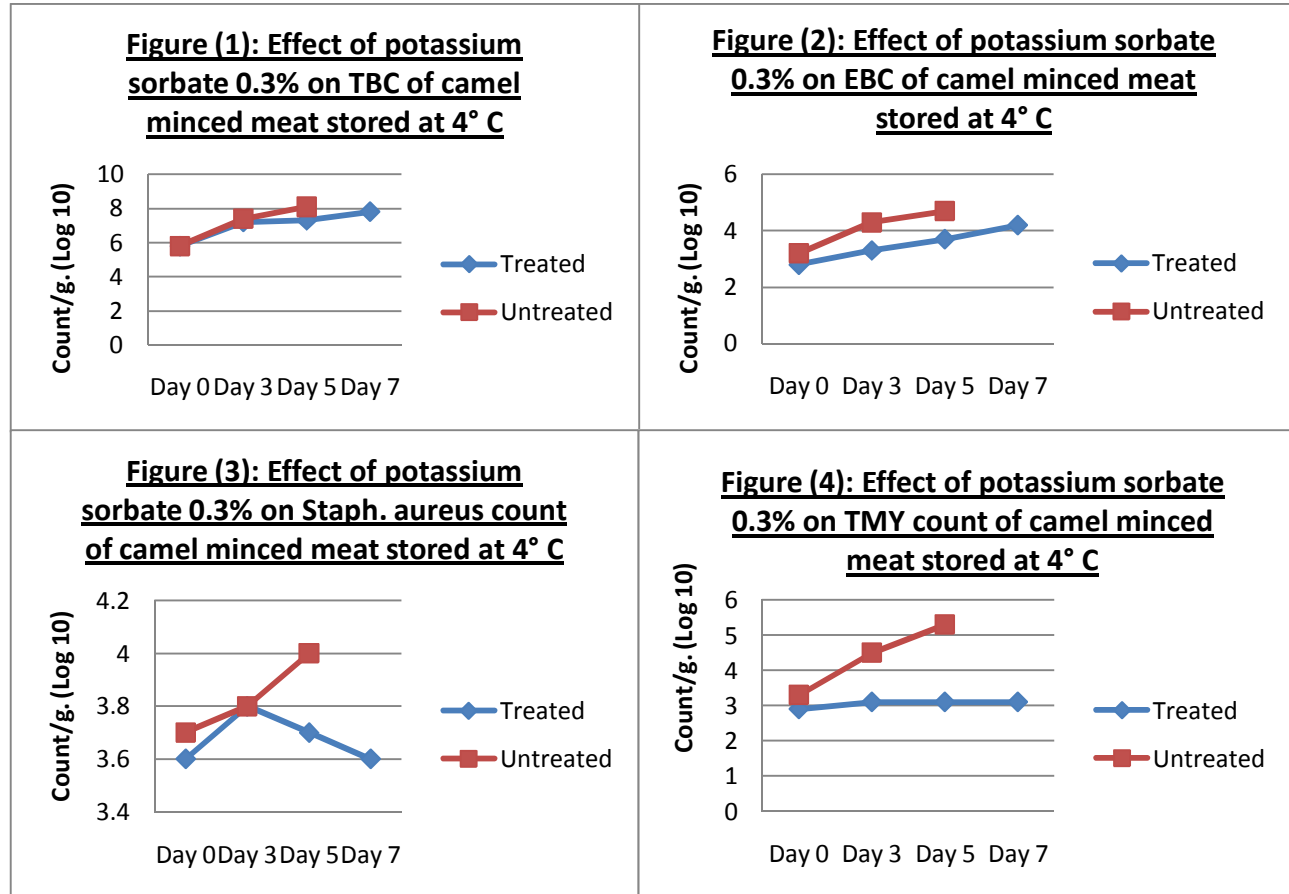 Figure (1): Effect of potassium
sorbate 0.3% on TBC of camel
minced meat stored at 4° C
Count/g. (Log 10)
10
8
6
4
2
0
Day 0 Day 3 Day 5 Day 7
Treated
Untreated
Figure (2): Effect of potassium sorbate
0.3% on EBC of camel minced meat
stored at 4° C
Count/g. (Log 10)
6
4
2
0
Day 0 Day 3 Day 5 Day 7
Treated
Untreated
Figure (3): Effect of potassium
sorbate 0.3% on Staph. aureus count
of camel minced meat stored at 4° C
Count/g. (Log 10)
4.2
4
3.8
3.6
3.4
Day 0 Day 3 Day 5 Day 7
Treated
Untreated
Figure (4): Effect of potassium sorbate
0.3% on TMY count of camel minced
meat stored at 4° C
Count/g. (Log 10)
6
5
4
3
2
1
0
Day 0 Day 3 Day 5 Day 7
Treated
Untreated